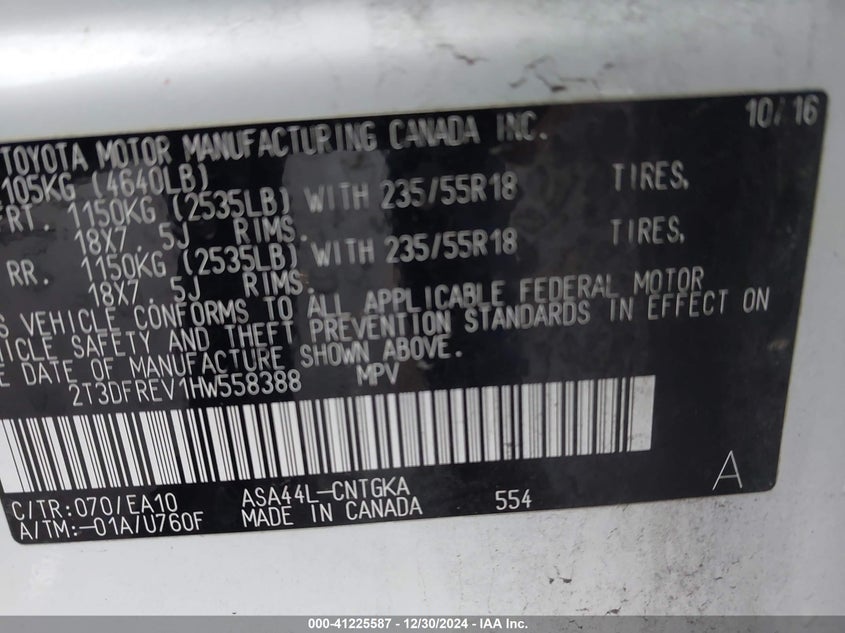 10/16
TOYOTA MOTOR MANUFACTURING CANADA INC.
105KG (4640LB)
FRT. 1150KG (2535LB) WITH 235/55R18 TIRES,
18X7.5J RIMS.
RR. 1150KG (2535LB) WITH 235/55R18 TIRES,
18X7.5J RIMS.
S VEHICLE CONFORMS TO ALL APPLICABLE FEDERAL MOTOR
HICLE SAFETY AND THEFT PREVENTION STANDARDS IN EFFECT ON
E DATE OF MANUFACTURE SHOWN ABOVE.
2T3DFREV1HW558388 MPV
A
C/TR:070/EA10 ASA44L-CNTGKA 554
A/TM:-01A/U760F MADE IN CANADA
000-41225587 - 12/30/2024 - IAA Inc.